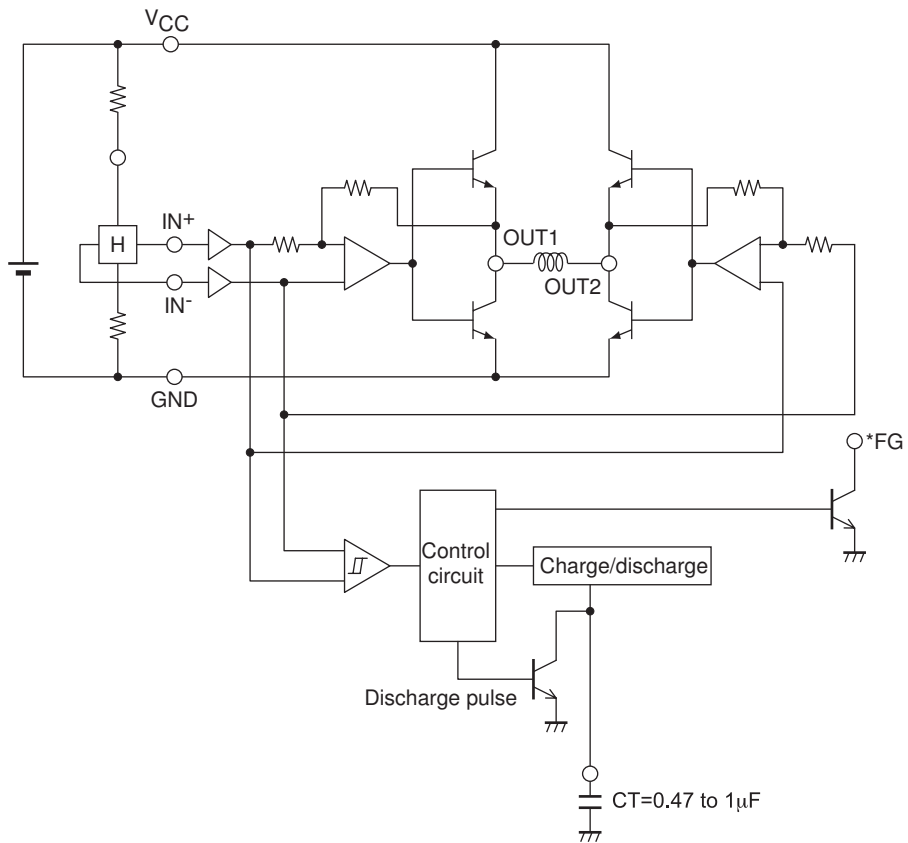 VCC
IN+
H
IN-
OUT1
OUT2
GND
*FG
Control
circuit
Charge/discharge
Discharge pulse
CT=0.47 to 1μF